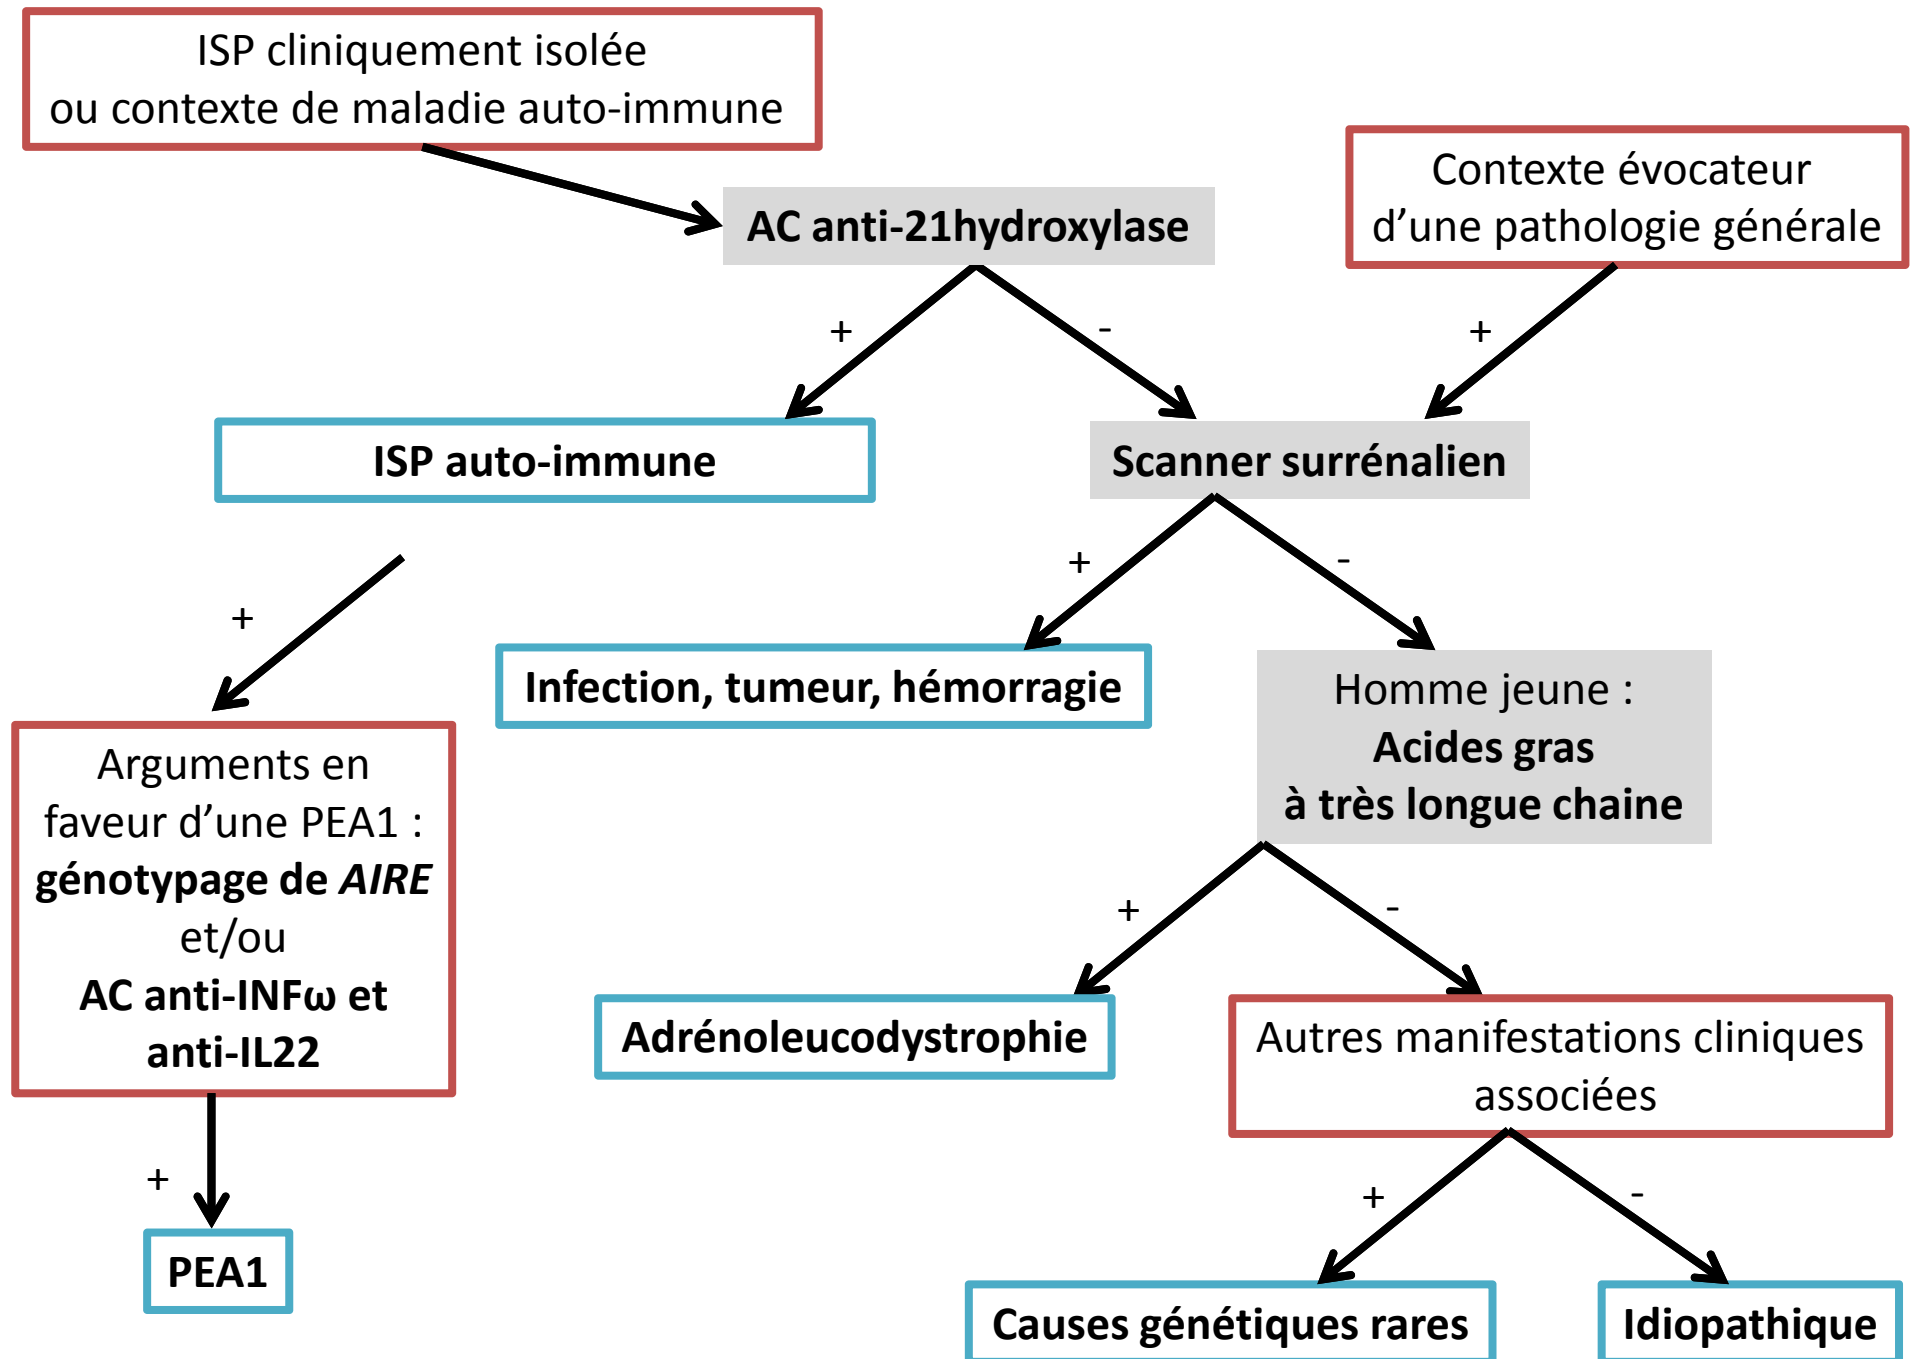 ISP cliniquement isolée
ou contexte de maladie auto-immune
Contexte évocateur
d’une pathologie générale
AC anti-21hydroxylase
+
-
+
ISP auto-immune
Scanner surrénalien
+
-
+
Infection, tumeur, hémorragie
Homme jeune :
Acides gras
à très longue chaine
Arguments en
faveur d’une PEA1 :
génotypage de AIRE
et/ou
AC anti-INFω et
anti-IL22
+
-
Adrénoleucodystrophie
Autres manifestations cliniques
associées
+
+
-
PEA1
Causes génétiques rares
Idiopathique